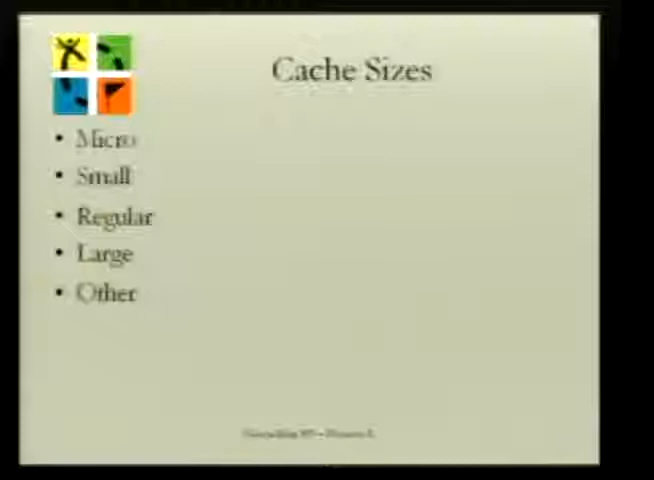 Cache Sizes
• Micro
• Small
• Regular
• Large
• Other